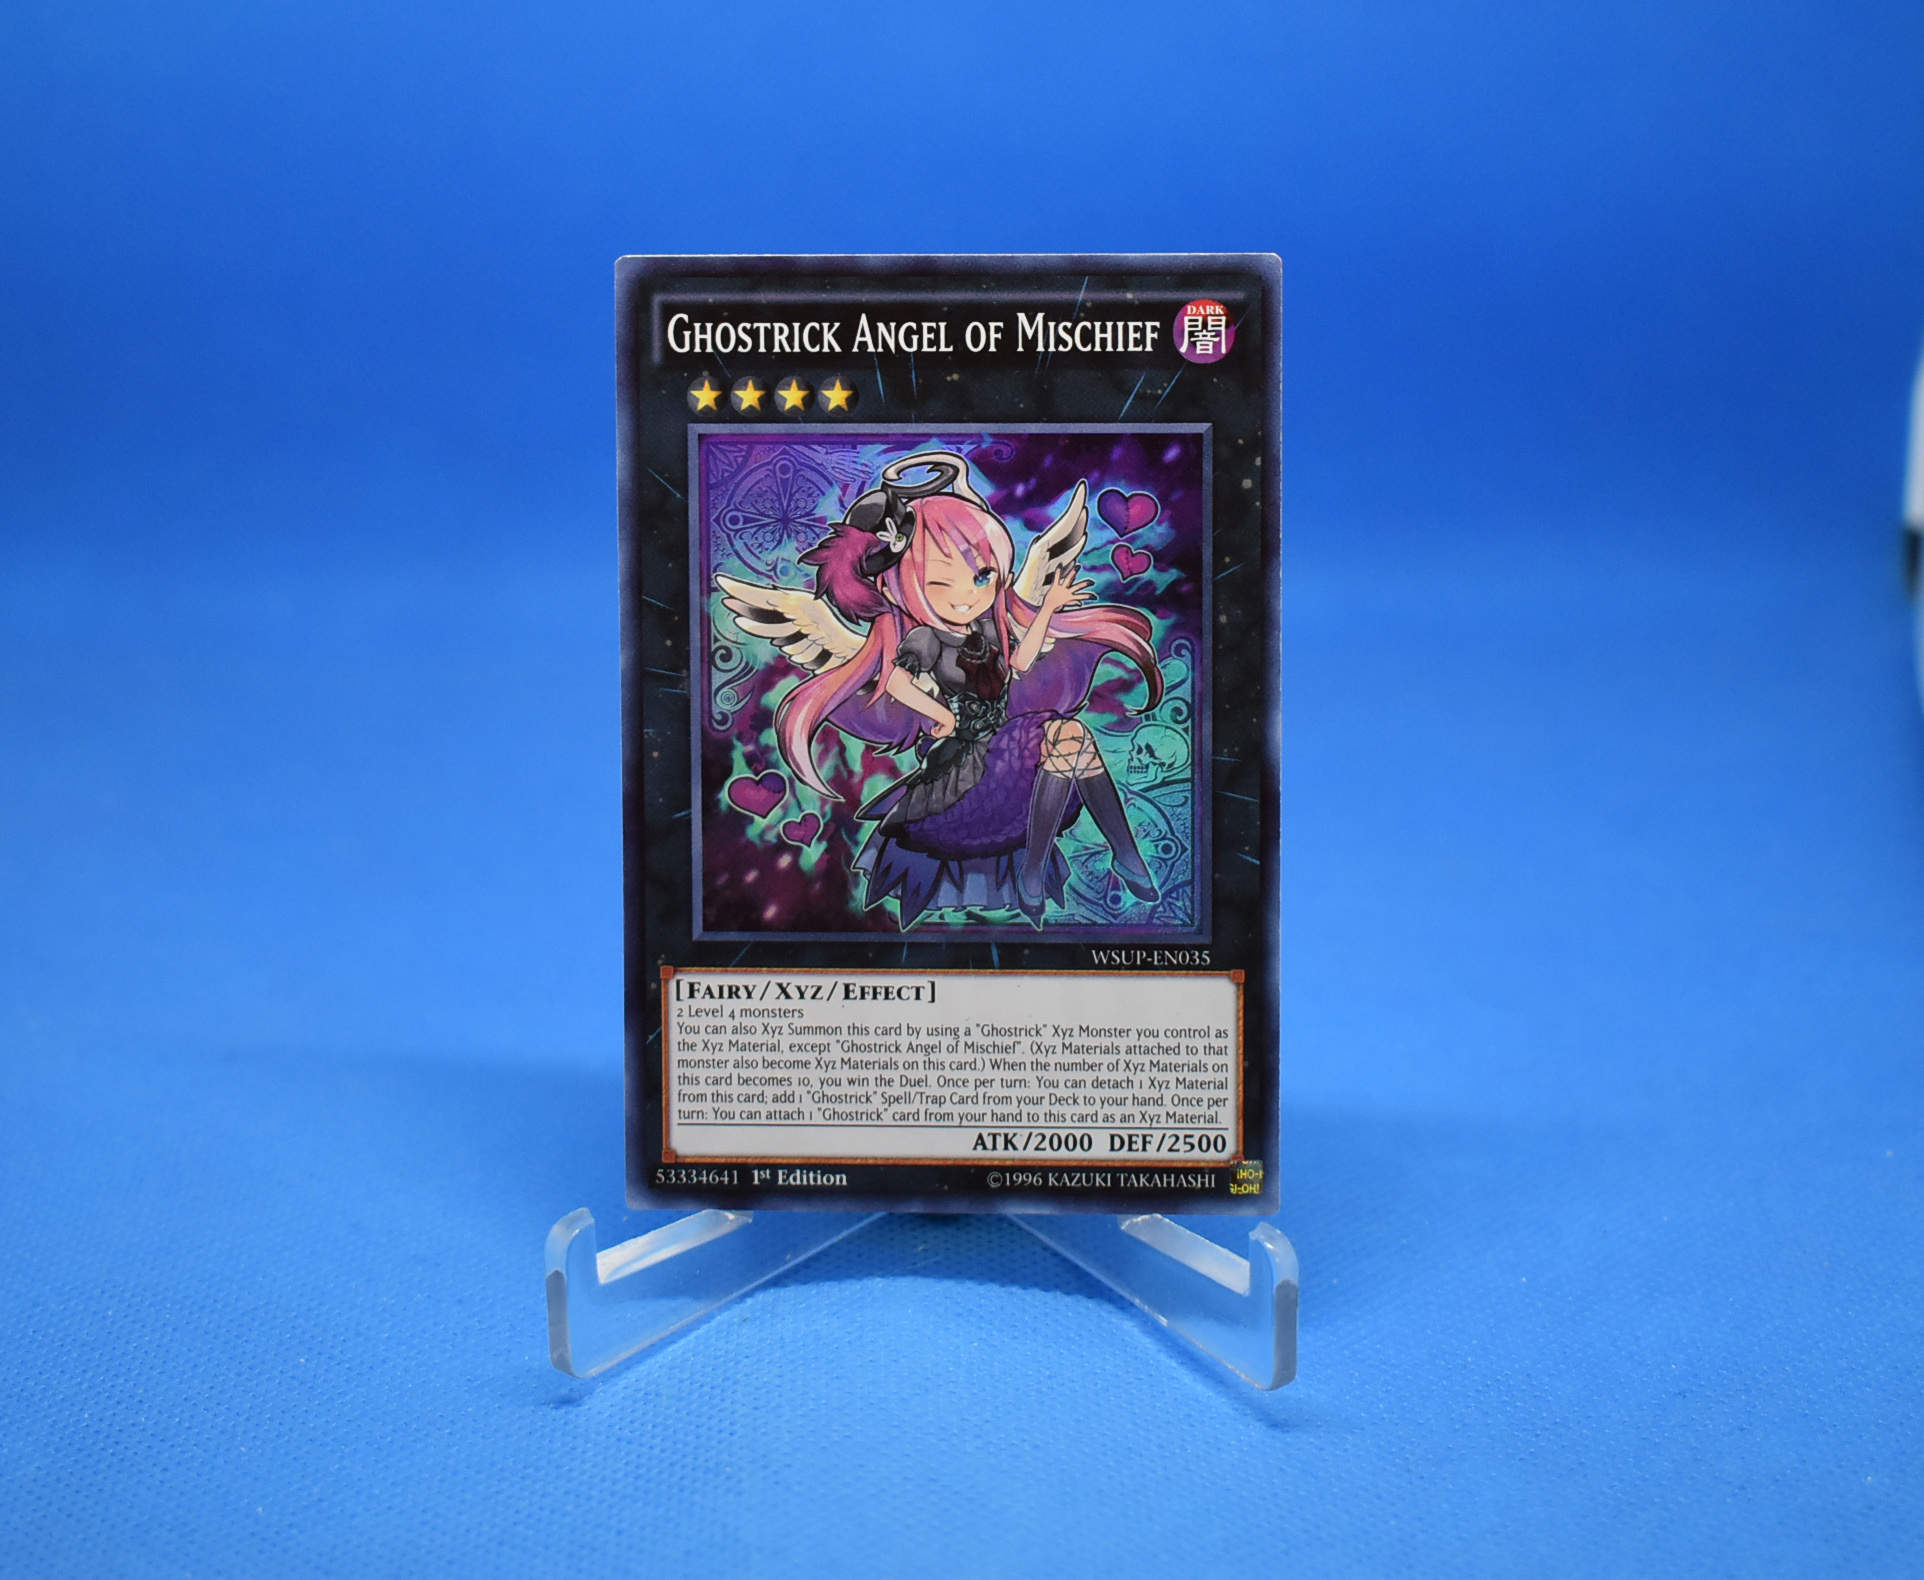 GHOSTRICK ANGEL OF MISCHIEF
DARK
闇
WSUP-EN035
[FAIRY/XYZ/EFFECT]
2 Level 4 monsters
You can also Xyz Summon this card by using a "Ghostrick" Xyz Monster you control as
the Xyz Material, except "Ghostrick Angel of Mischief". (Xyz Materials attached to that
monster also become Xyz Materials on this card.) When the number of Xyz Materials on
this card becomes 10, you win the Duel. Once per turn: You can detach 1 Xyz Material
from this card; add 1 "Ghostrick" Spell/Trap Card from your Deck to your hand. Once per
turn: You can attach 1 "Ghostrick" card from your hand to this card as an Xyz Material.
ATK/2000 DEF/2500
53334641 1st Edition ©1996 KAZUKI TAKAHASHI